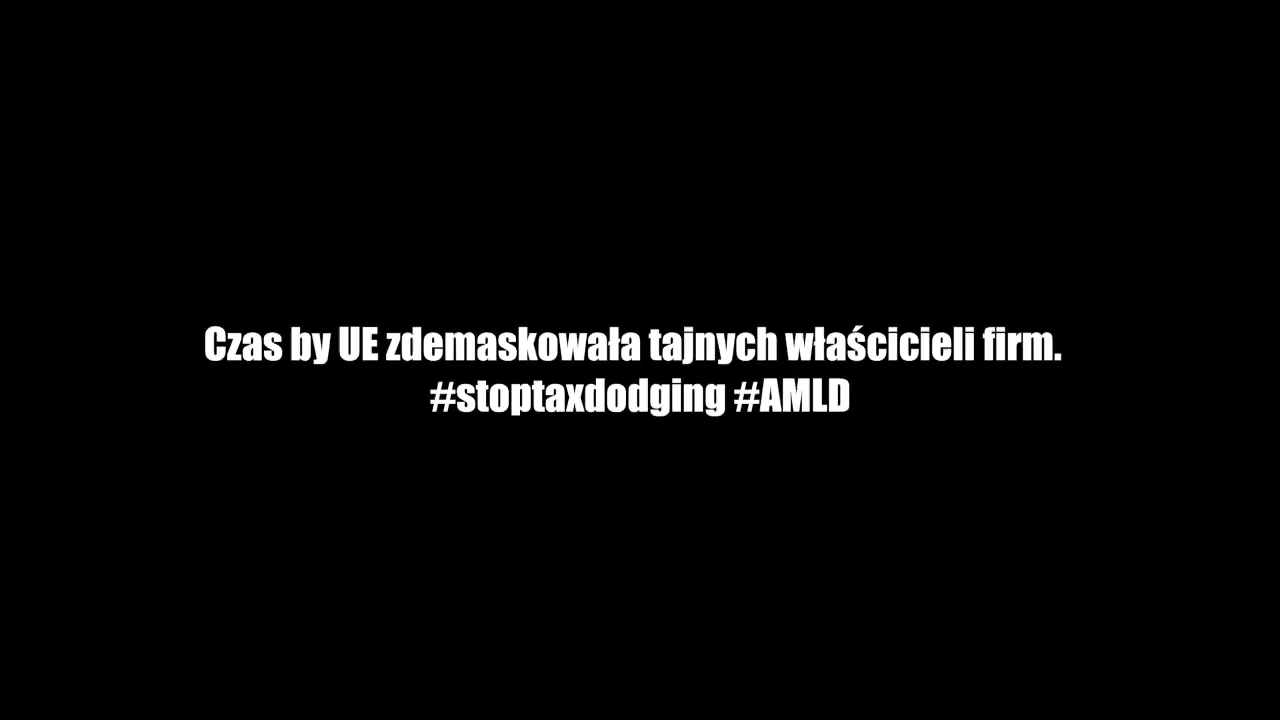 Czas by UE zdemaskowała tajnych właścicieli firm.
#stoptaxdodging #AMLD